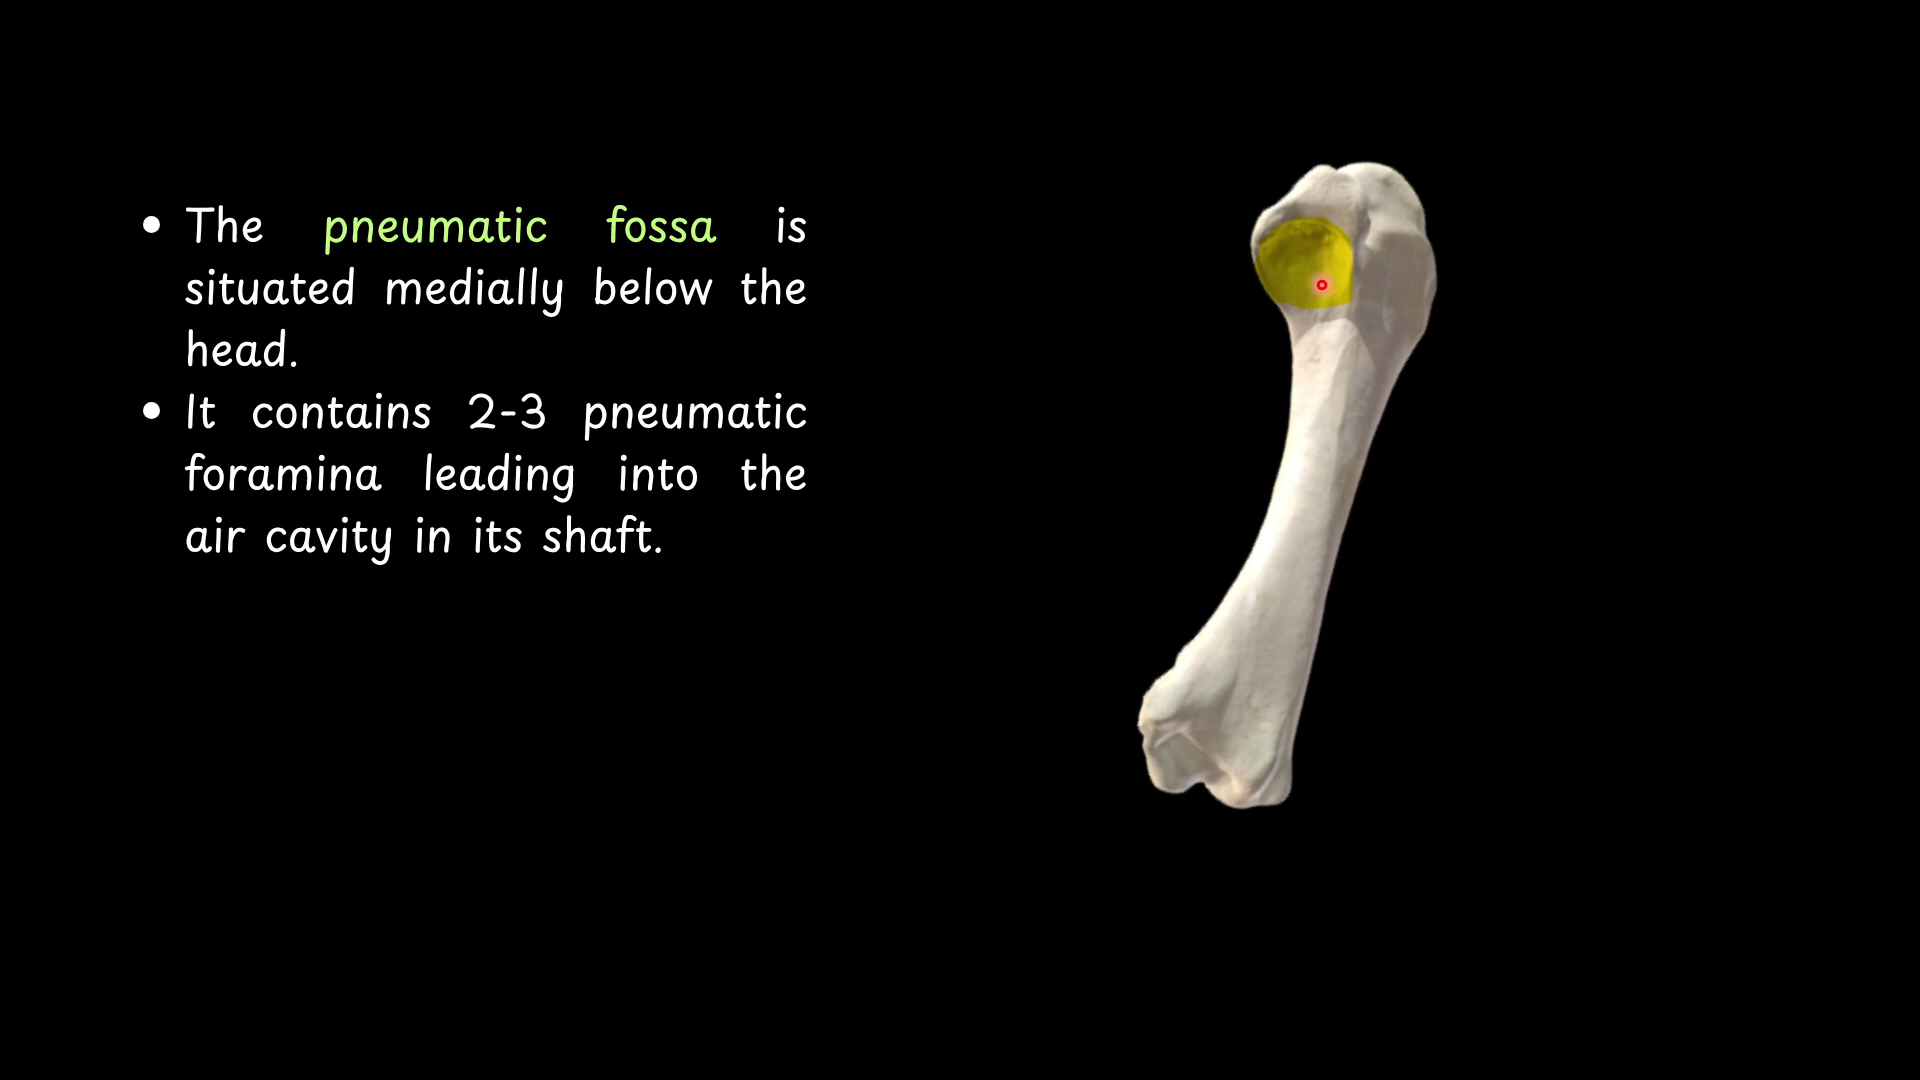 • The pneumatic fossa is
situated medially below the
head.
• It contains 2-3 pneumatic
foramina leading into the
air cavity in its shaft.